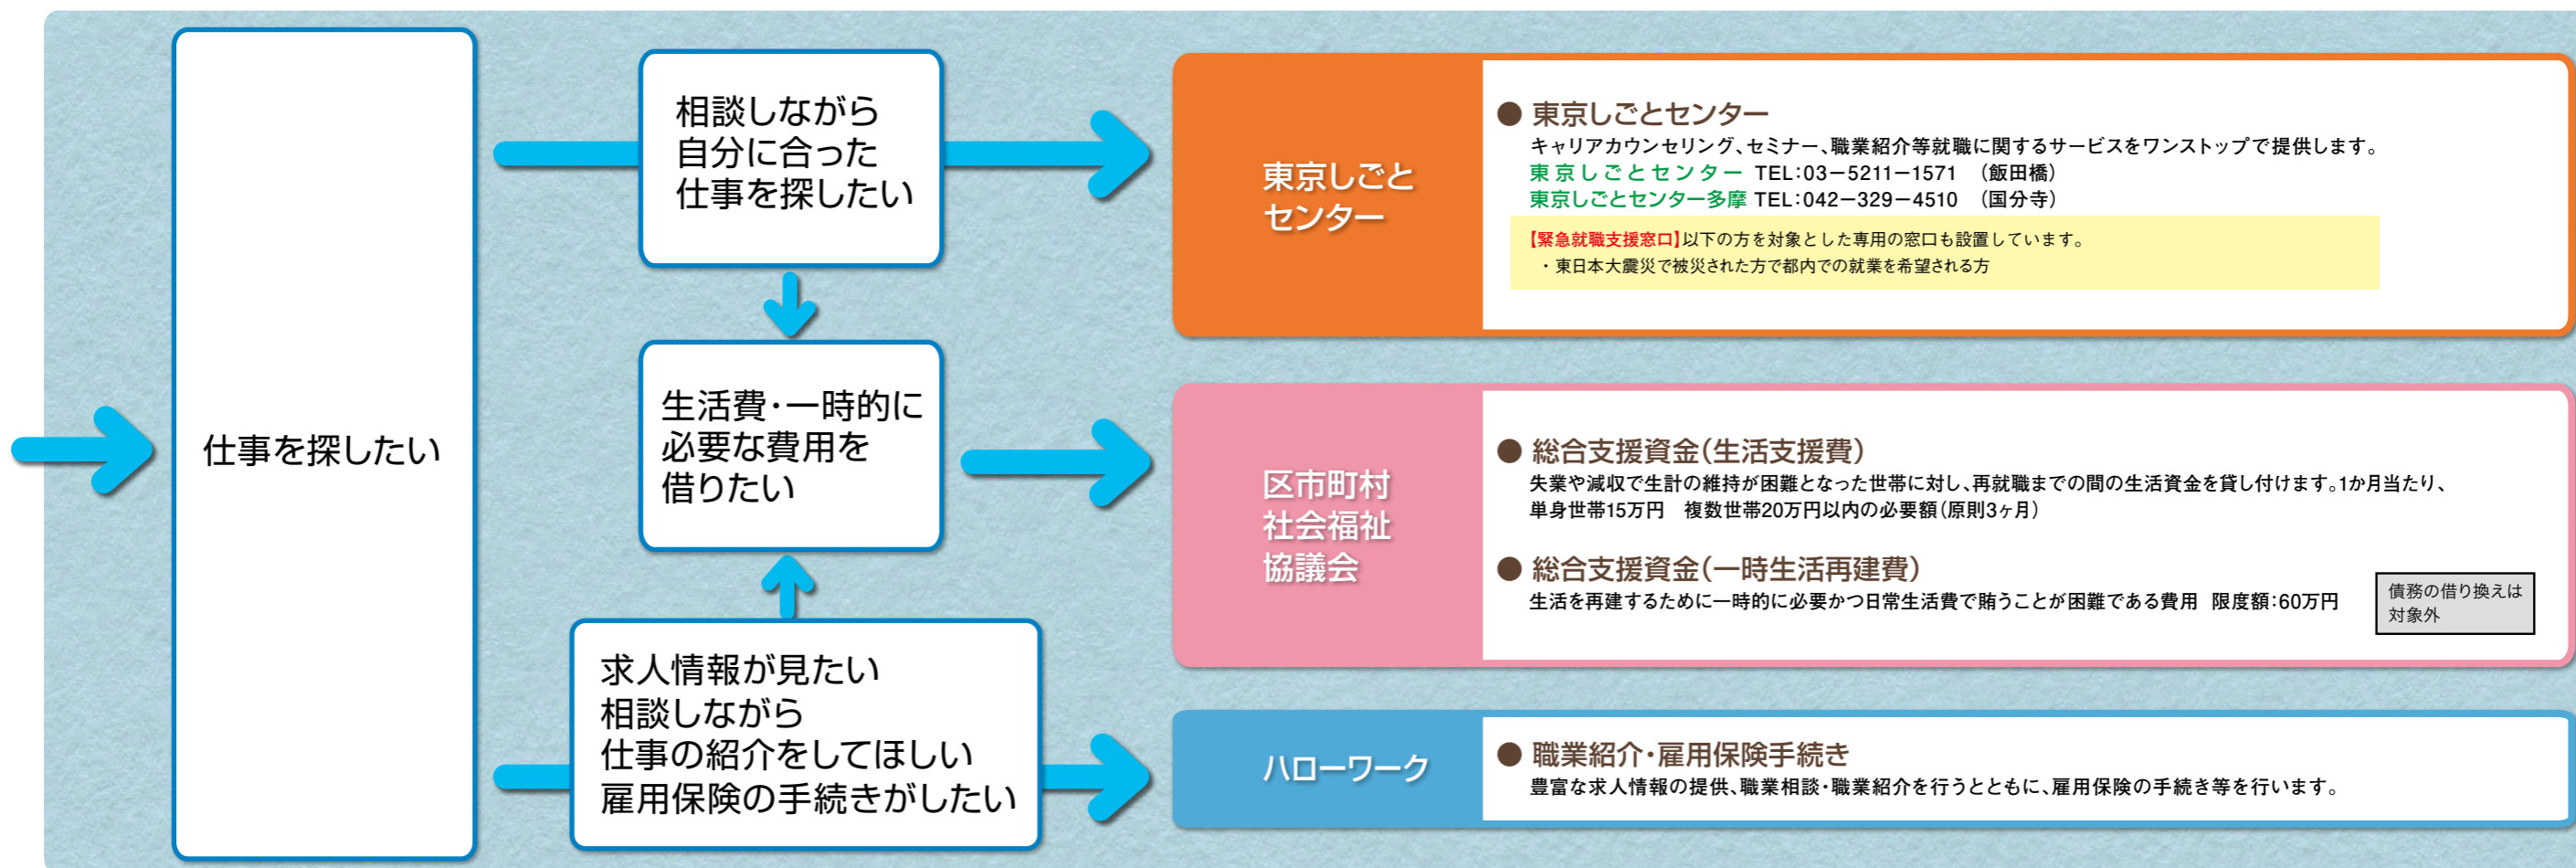 仕事を探したい
相談しながら
自分に合った
仕事を探したい
生活費・一時的に
必要な費用を
借りたい
求人情報が見たい
相談しながら
仕事の紹介をしてほしい
雇用保険の手続きがしたい
東京しごと
センター
● 東京しごとセンター
キャリアカウンセリング、セミナー、職業紹介等就職に関するサービスをワンストップで提供します。
東京しごとセンター TEL：03－5211－1571 （飯田橋）
東京しごとセンター多摩 TEL：042－329－4510 （国分寺）
【緊急就職支援窓口】以下の方を対象とした専用の窓口も設置しています。
・東日本大震災で被災された方で都内での就業を希望される方
区市町村
社会福祉
協議会
● 総合支援資金（生活支援費）
失業や減収で生計の維持が困難となった世帯に対し、再就職までの間の生活資金を貸し付けます。1か月当たり、
単身世帯15万円　複数世帯20万円以内の必要額（原則3ヶ月）
● 総合支援資金（一時生活再建費）
生活を再建するために一時的に必要かつ日常生活費で賄うことが困難である費用 限度額：60万円
債務の借り換えは
対象外
ハローワーク
● 職業紹介・雇用保険手続き
豊富な求人情報の提供、職業相談・職業紹介を行うとともに、雇用保険の手続き等を行います。